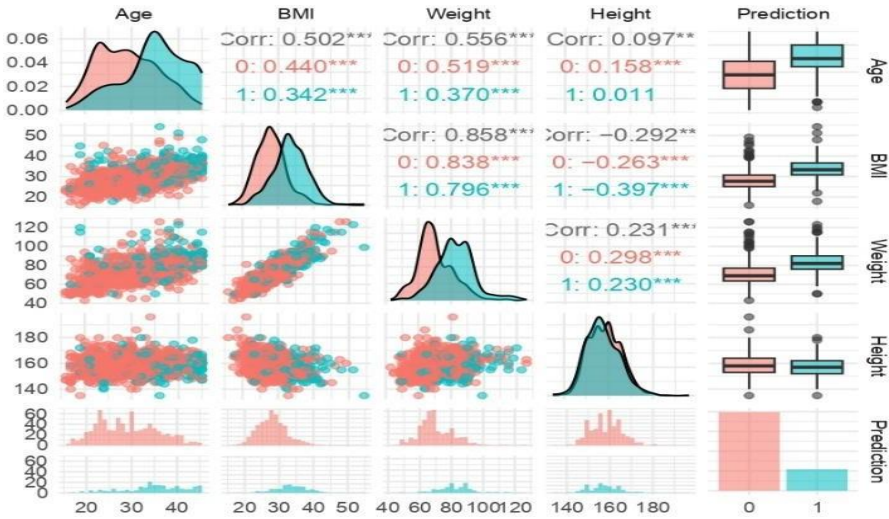 Age BMI Weight Height Prediction
0.06 Corr: 0.502*** Corr: 0.556*** Corr: 0.097**
0.04 0: 0.440*** 0: 0.519*** 0: 0.158*** Age
0.02 1: 0.342*** 1: 0.370*** 1: 0.011
0.00
50 Corr: 0.858*** Corr: −0.292**
40 0: 0.838*** 0: −0.263*** BMI
30 1: 0.796*** 1: −0.397***
20
120 Corr: 0.231***
100 0: 0.298*** Weight
80 1: 0.230***
60
40
180
160 Height
140
60
40
20
0 Prediction
60
40
20
0
20 30 40 20 30 40 50 40 60 80 100 120 140 160 180 0 1